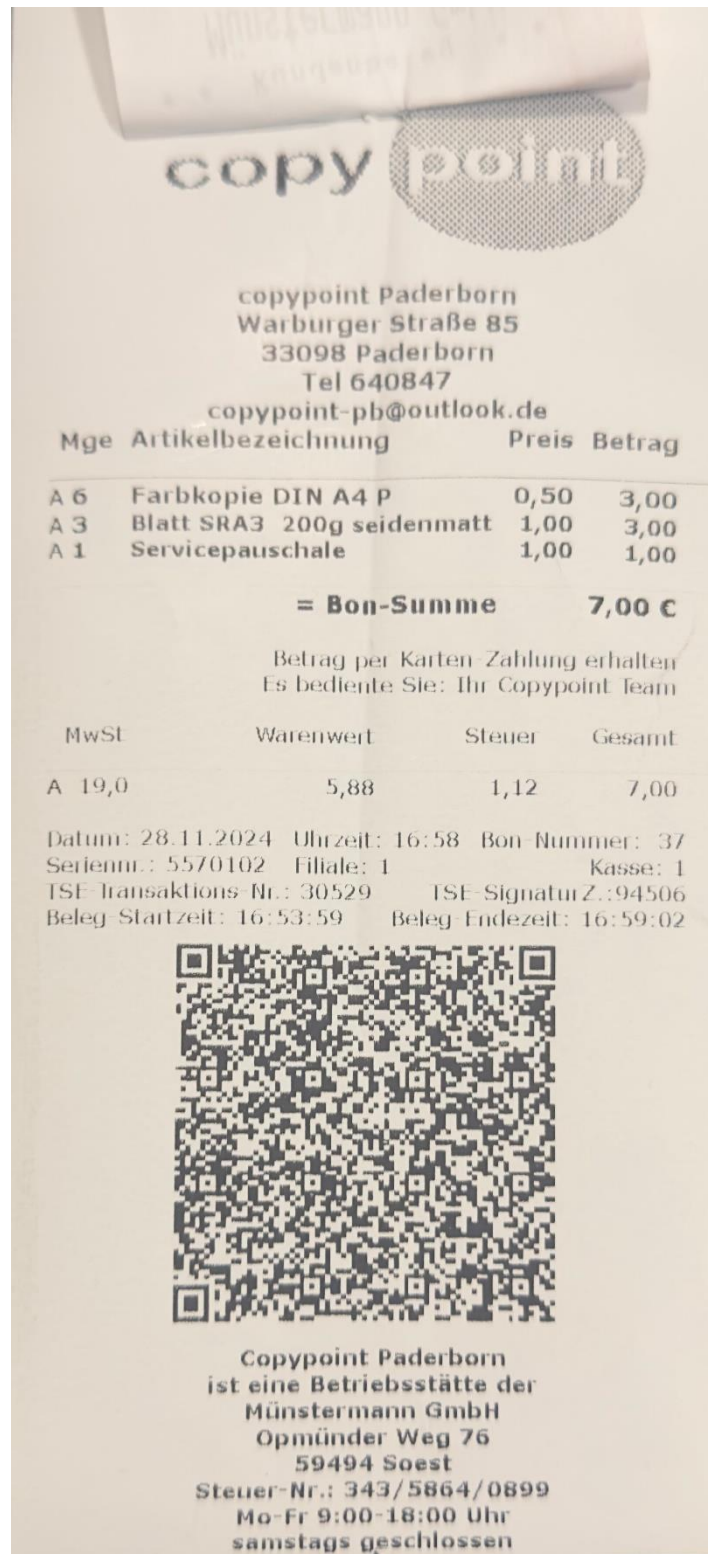 copy point
copypoint Paderborn
Warburger Straße 85
33098 Paderborn
Tel 640847
copypoint-pb@outlook.de
Mge Artikelbezeichnung Preis Betrag
A 6 Farbkopie DIN A4 P 0,50 3,00
A 3 Blatt SRA3 200g seidenmatt 1,00 3,00
A 1 Servicepauschale 1,00 1,00
= Bon-Summe 7,00 €
Betrag per Karten-Zahlung erhalten
Es bediente Sie: Ihr Copypoint Team
MwSt Warenwert Steuer Gesamt
A 19,0 5,88 1,12 7,00
Datum: 28.11.2024 Uhrzeit: 16:58 Bon-Nummer: 37
Seriennr.: 5570102 Filiale: 1 Kasse: 1
TSE-Transaktions-Nr.: 30529 TSE-SignaturZ.:94506
Beleg-Startzeit: 16:53:59 Beleg-Endezeit: 16:59:02
Copypoint Paderborn
ist eine Betriebsstätte der
Münstermann GmbH
Opmünder Weg 76
59494 Soest
Steuer-Nr.: 343/5864/0899
Mo-Fr 9:00-18:00 Uhr
samstags geschlossen